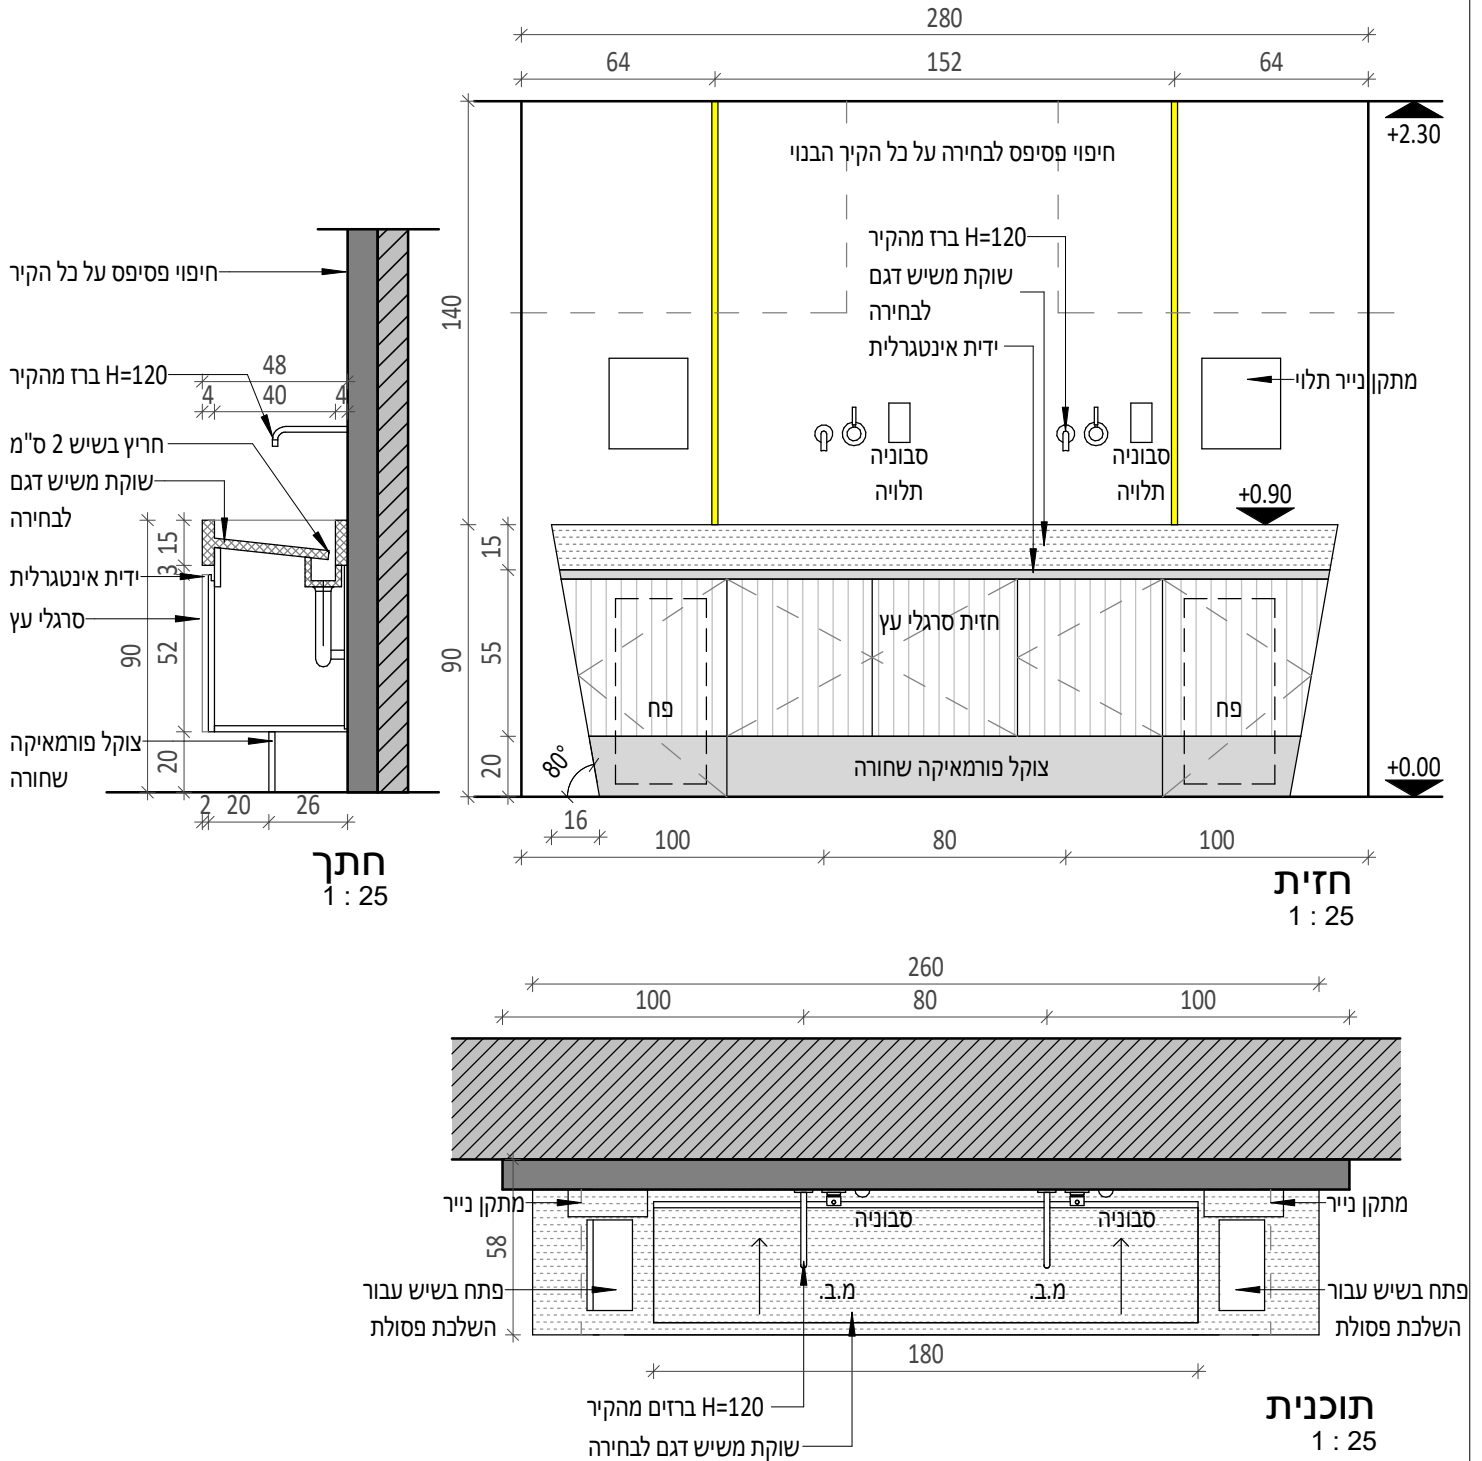 280
64
152
64
+2.30
חיפוי פסיפס לבחירה על כל הקיר הבנוי
H=120 ברז מהקיר
שוקת משיש דגם
לבחירה
ידית אינטגרלית
מתקן נייר תלוי
סבוניה
תלויה
סבוניה
תלויה
+0.90
140
90
15
55
20
חזית סרגלי עץ
פח
פח
צוקל פורמאיקה שחורה
80°
+0.00
16
100
80
100
חזית
1 : 25
חיפוי פסיפס על כל הקיר
48
4
40
4
H=120 ברז מהקיר
חריץ בשיש 2 ס"מ
שוקת משיש דגם
לבחירה
ידית אינטגרלית
סרגלי עץ
צוקל פורמאיקה
שחורה
90
15
3
52
20
2
20
26
חתך
1 : 25
260
100
80
100
מתקן נייר
סבוניה
סבוניה
מתקן נייר
58
מ.ב.
מ.ב.
פתח בשיש עבור
השלכת פסולת
פתח בשיש עבור
השלכת פסולת
180
H=120 ברזים מהקיר
שוקת משיש דגם לבחירה
תוכנית
1 : 25